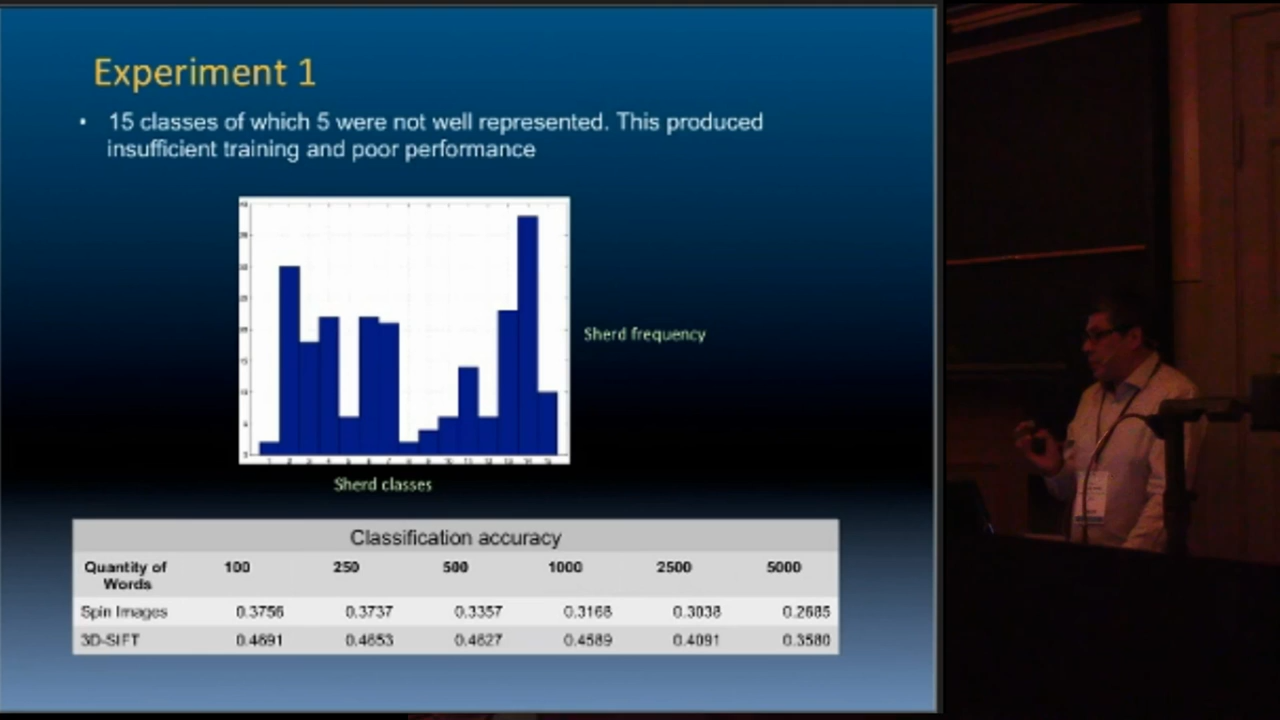 Experiment 1
• 15 classes of which 5 were not well represented. This produced
insufficient training and poor performance
Sherd frequency
Sherd classes
Classification accuracy
Quantity of Words 100 250 500 1000 2500 5000
Spin Images 0.3756 0.3737 0.3357 0.3168 0.3038 0.2685
3D-SIFT 0.4691 0.4653 0.4627 0.4589 0.4091 0.3580